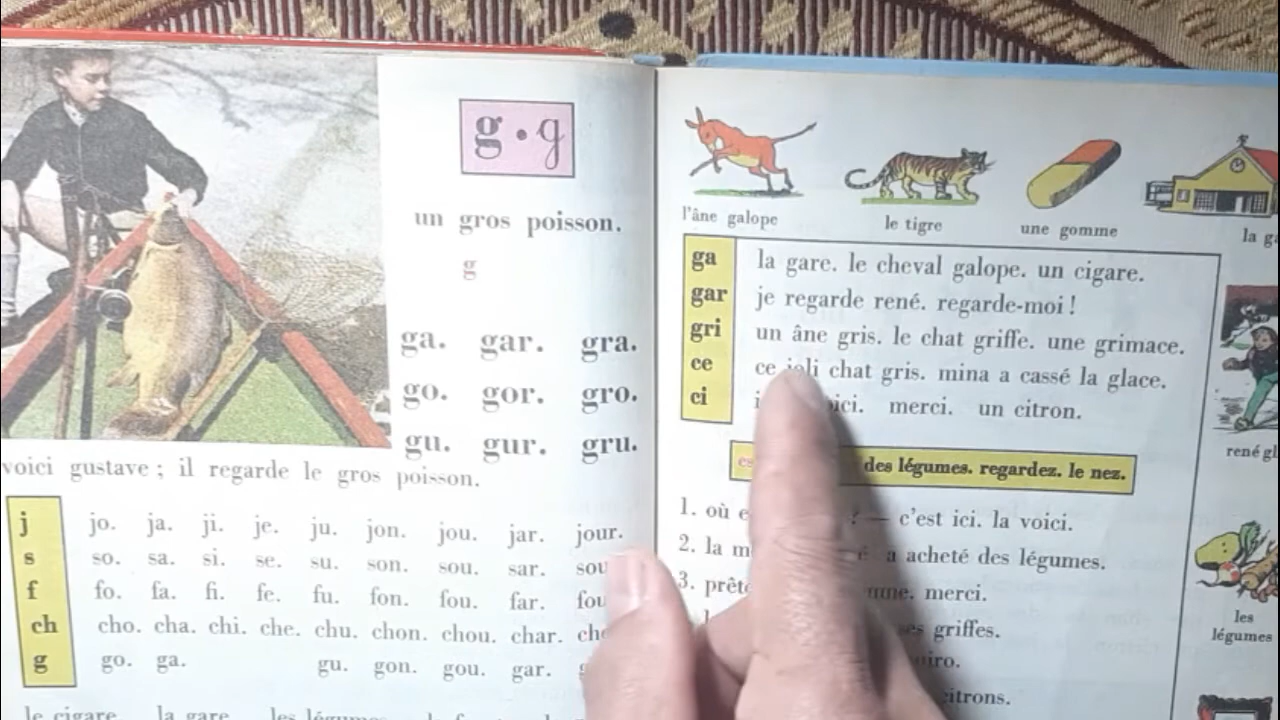 g · g
un gros poisson.
g
ga. gar. gra.
go. gor. gro.
gu. gur. gru.
voici gustave ; il regarde le gros poisson.
j jo. ja. ji. je. ju. jon. jou. jar. jour.
s so. sa. si. se. su. son. sou. sar.
f fo. fa. fi. fe. fu. fon. fou. far.
ch cho. cha. chi. che. chu. chon. chou. char.
g go. ga. gu. gon. gou. gar.
le cigare. la gare. les légumes.
l'âne galope
le tigre
une gomme
la
ga la gare. le cheval galope. un cigare.
gar je regarde rené. regarde-moi !
gri un âne gris. le chat griffe. une grimace.
ce ce joli chat gris. mina a cassé la glace.
ci merci. un citron.
des légumes. regardez. le nez.
1. où ? — c'est ici. la voici.
2. la a acheté des légumes.
3. merci.
griffes.
citrons.
rené
les
légumes